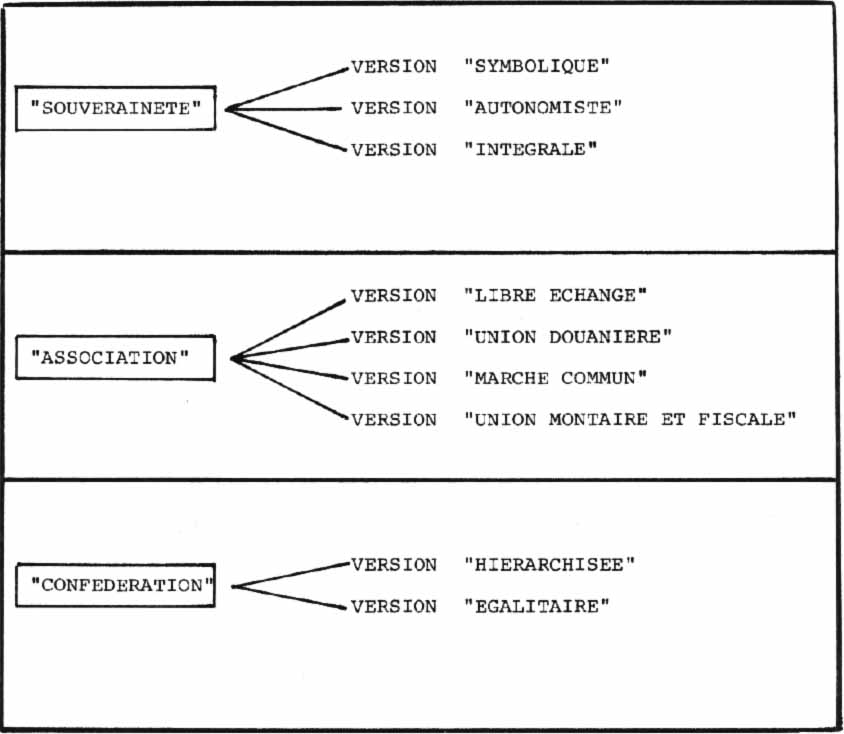 VERSION "SYMBOLIQUE"
"SOUVERAINETE" VERSION "AUTONOMISTE"
VERSION "INTEGRALE"
VERSION "LIBRE ECHANGE"
VERSION "UNION DOUANIERE"
"ASSOCIATION"
VERSION "MARCHE COMMUN"
VERSION "UNION MONTAIRE ET FISCALE"
VERSION "HIERARCHISEE"
"CONFEDERATION"
VERSION "EGALITAIRE"